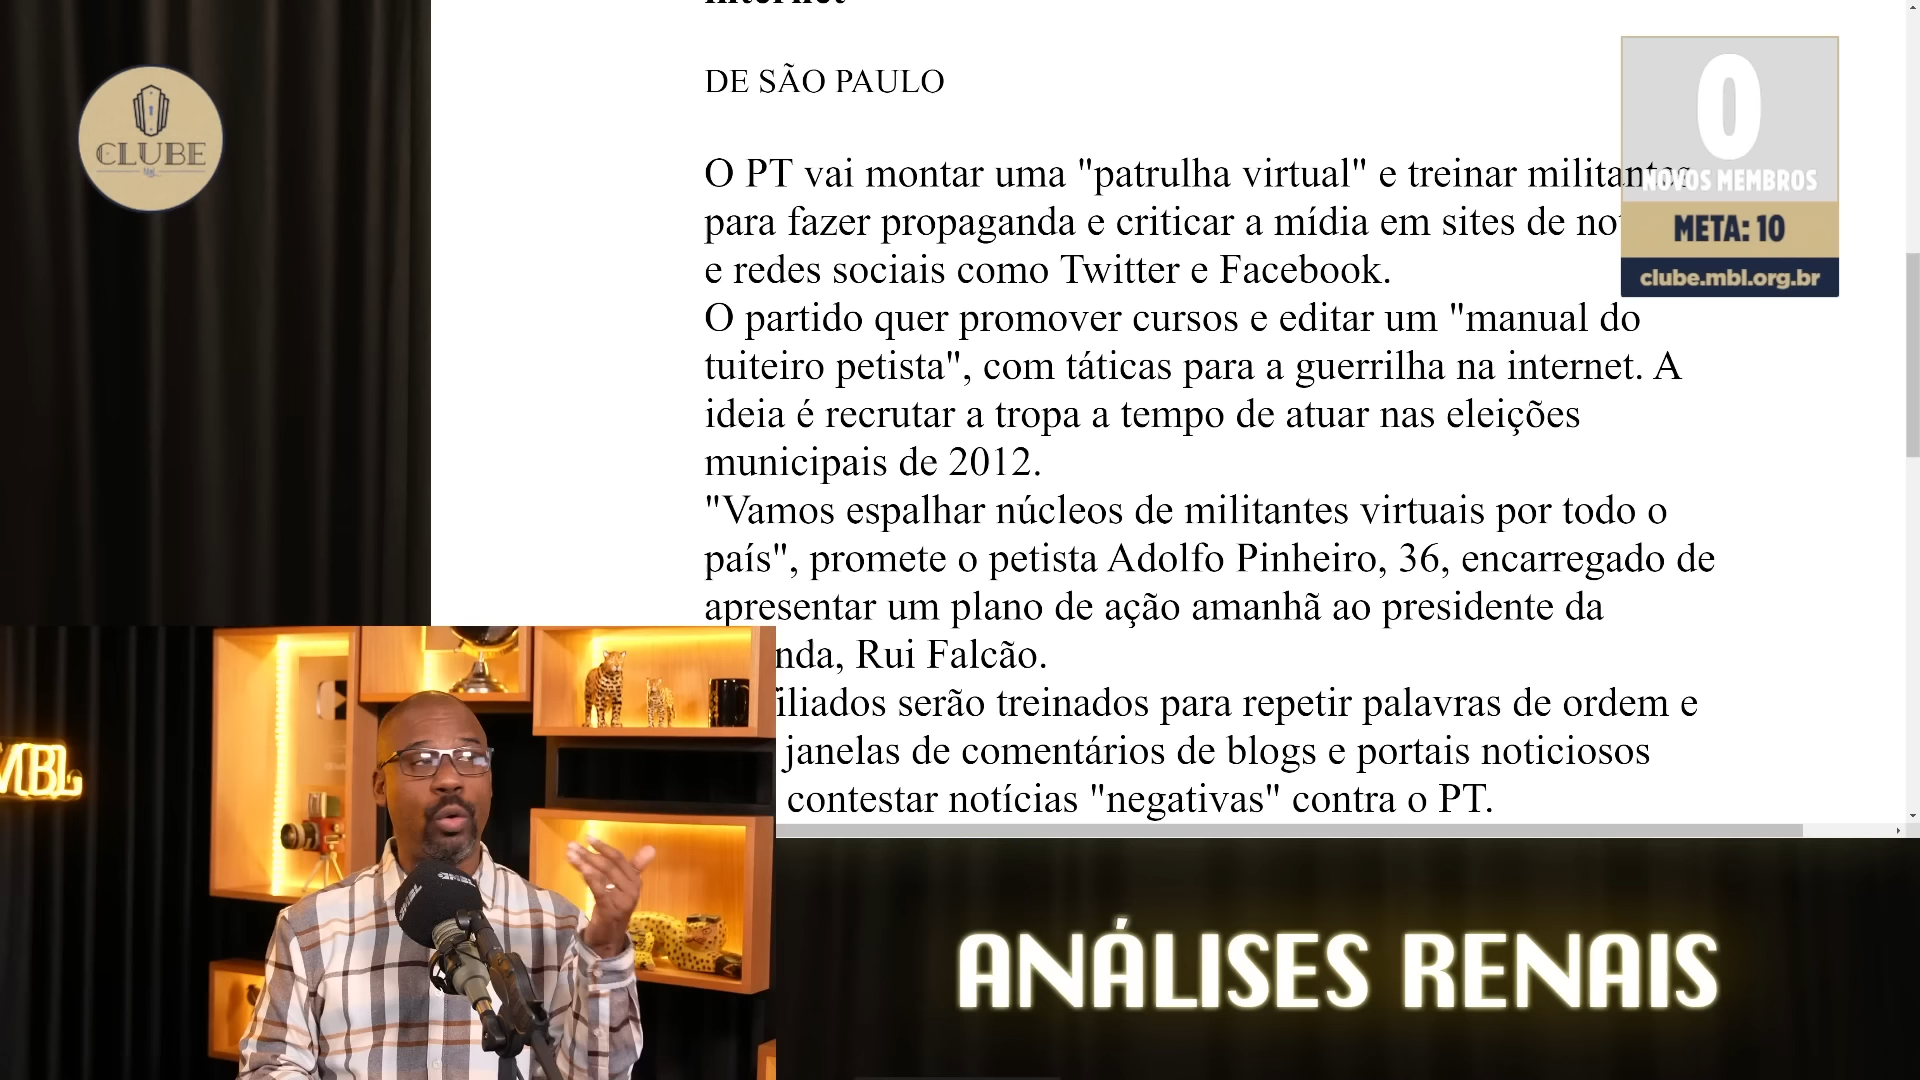 internet
DE SÃO PAULO
O PT vai montar uma "patrulha virtual" e treinar militantes
para fazer propaganda e criticar a mídia em sites de
e redes sociais como Twitter e Facebook.
O partido quer promover cursos e editar um "manual do
tuiteiro petista", com táticas para a guerrilha na internet. A
ideia é recrutar a tropa a tempo de atuar nas eleições
municipais de 2012.
"Vamos espalhar núcleos de militantes virtuais por todo o
país", promete o petista Adolfo Pinheiro, 36, encarregado de
apresentar um plano de ação amanhã ao presidente da
nda, Rui Falcão.
iliados serão treinados para repetir palavras de ordem e
janelas de comentários de blogs e portais noticiosos
contestar notícias "negativas" contra o PT.
CLUBE
MBL
0
NOVOS MEMBROS
META: 10
clube.mbl.org.br
MBL
MBL
MBL
ANÁLISES RENAIS